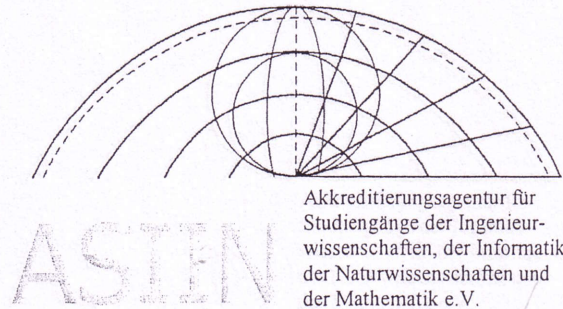 ASIIN
Akkreditierungsagentur für
Studiengänge der Ingenieur-
wissenschaften, der Informatik
der Naturwissenschaften und
der Mathematik e.V.